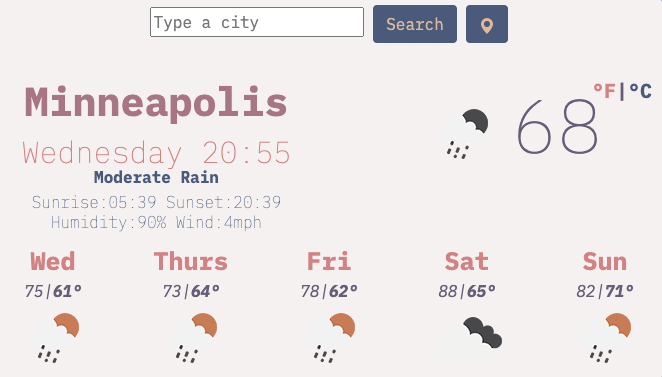 Type a city Search
Minneapolis
°F|°C
68
Wednesday 20:55
Moderate Rain
Sunrise:05:39 Sunset:20:39
Humidity:90% Wind:4mph
Wed Thurs Fri Sat Sun
75|61° 73|64° 78|62° 88|65° 82|71°